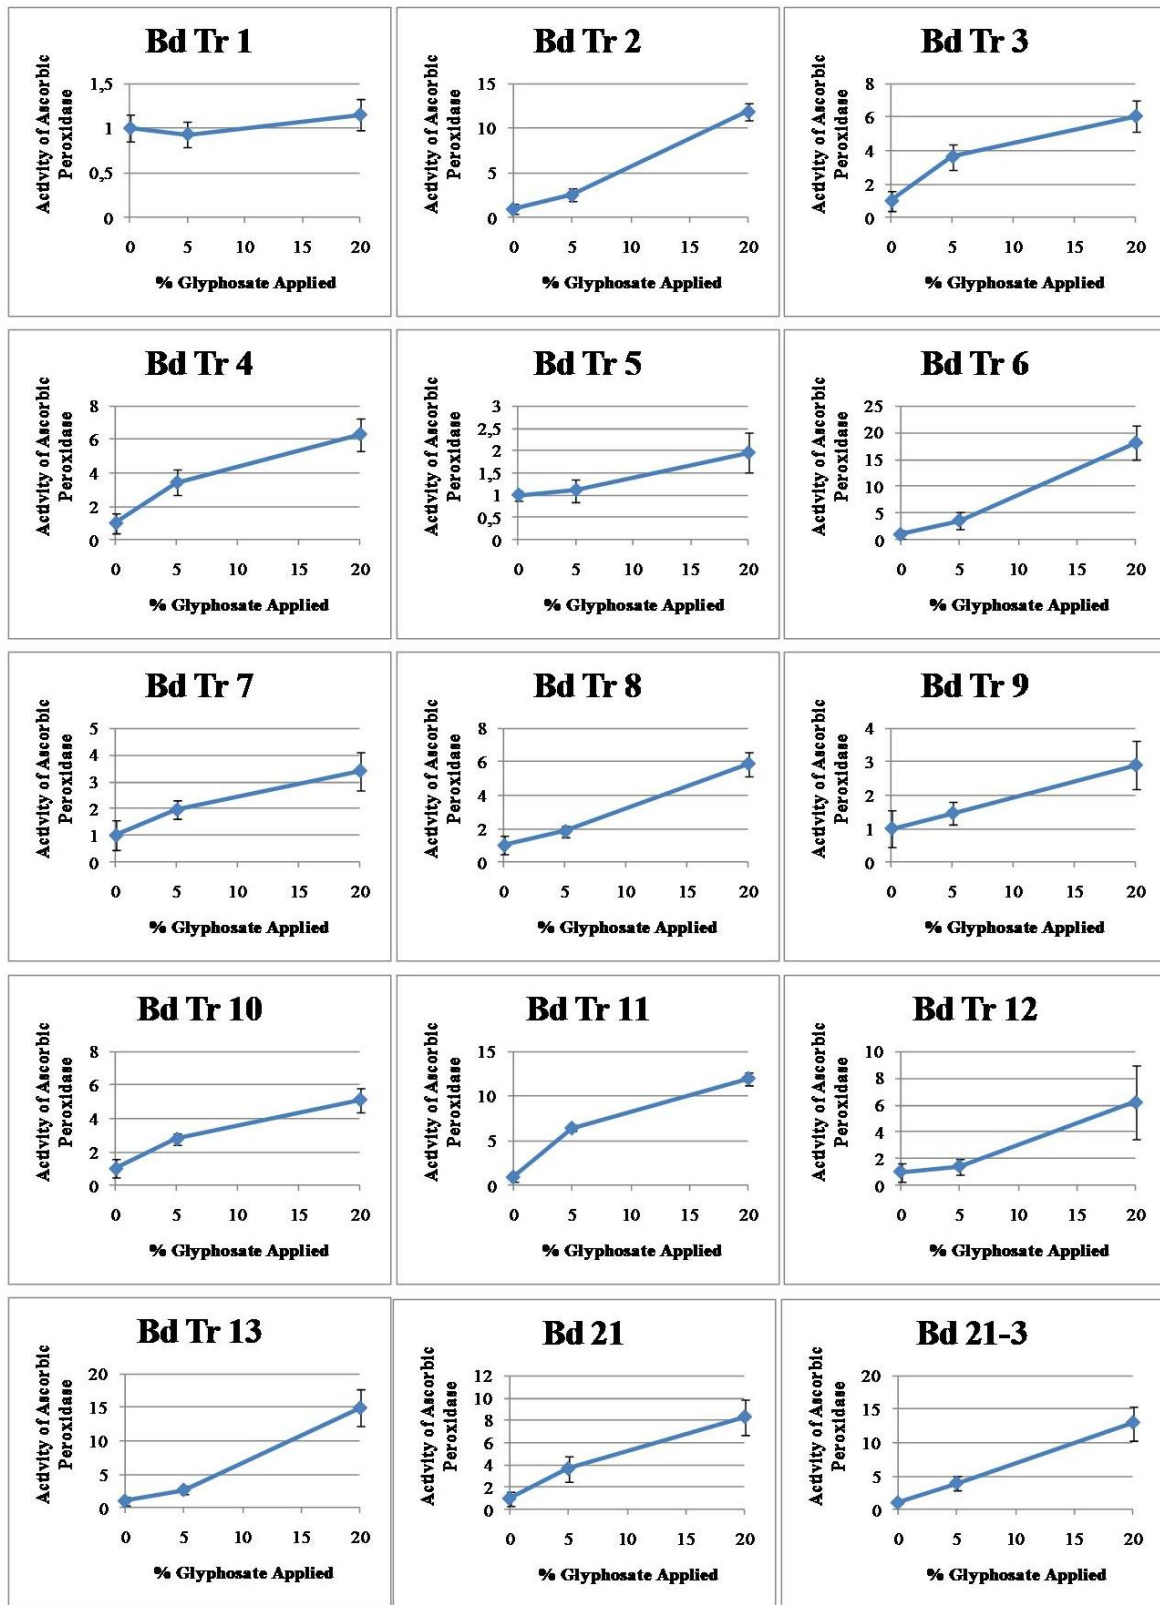 Bd Tr 1
Activity of Ascorbic
Peroxidase
1,5
1
0,5
0
0 5 10 15 20
% Glyphosate Applied
Bd Tr 2
Activity of Ascorbic
Peroxidase
15
10
5
0
0 5 10 15 20
% Glyphosate Applied
Bd Tr 3
Activity of Ascorbic
Peroxidase
8
6
4
2
0
0 5 10 15 20
% Glyphosate Applied
Bd Tr 4
Activity of Ascorbic
Peroxidase
8
6
4
2
0
0 5 10 15 20
% Glyphosate Applied
Bd Tr 5
Activity of Ascorbic
Peroxidase
3
2,5
2
1,5
1
0,5
0
0 5 10 15 20
% Glyphosate Applied
Bd Tr 6
Activity of Ascorbic
Peroxidase
25
20
15
10
5
0
0 5 10 15 20
% Glyphosate Applied
Bd Tr 7
Activity of Ascorbic
Peroxidase
5
4
3
2
1
0
0 5 10 15 20
% Glyphosate Applied
Bd Tr 8
Activity of Ascorbic
Peroxidase
8
6
4
2
0
0 5 10 15 20
% Glyphosate Applied
Bd Tr 9
Activity of Ascorbic
Peroxidase
4
3
2
1
0
0 5 10 15 20
% Glyphosate Applied
Bd Tr 10
Activity of Ascorbic
Peroxidase
8
6
4
2
0
0 5 10 15 20
% Glyphosate Applied
Bd Tr 11
Activity of Ascorbic
Peroxidase
15
10
5
0
0 5 10 15 20
% Glyphosate Applied
Bd Tr 12
Activity of Ascorbic
Peroxidase
10
8
6
4
2
0
0 5 10 15 20
% Glyphosate Applied
Bd Tr 13
Activity of Ascorbic
Peroxidase
20
15
10
5
0
0 5 10 15 20
% Glyphosate Applied
Bd 21
Activity of Ascorbic
Peroxidase
12
10
8
6
4
2
0
0 5 10 15 20
% Glyphosate Applied
Bd 21-3
Activity of Ascorbic
Peroxidase
20
15
10
5
0
0 5 10 15 20
% Glyphosate Applied